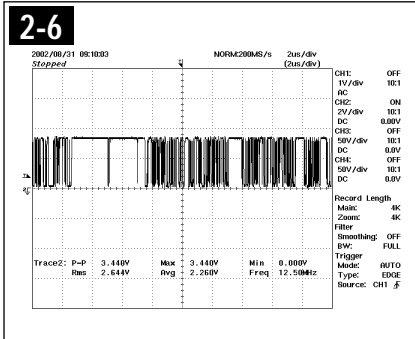 2-6
2002/08/31 09:10:03 NORM:200MS/s 2us/div
Stopped (2us/div)
CH1: OFF
1V/div 10:1
AC
CH2: ON
2V/div 10:1
DC 0.00V
CH3: OFF
50V/div 10:1
DC 0.0V
CH4: OFF
50V/div 10:1
DC 0.0V
Record Length
Main: 4K
Zoom: 4K
Filter
Smoothing: OFF
BW: FULL
Trigger
Mode: AUTO
Type: EDGE
Source: CH1
Trace2: P-P 3.440V Max 3.440V Min 0.000V
Rms 2.644V Avg 2.260V Freq 12.50MHz